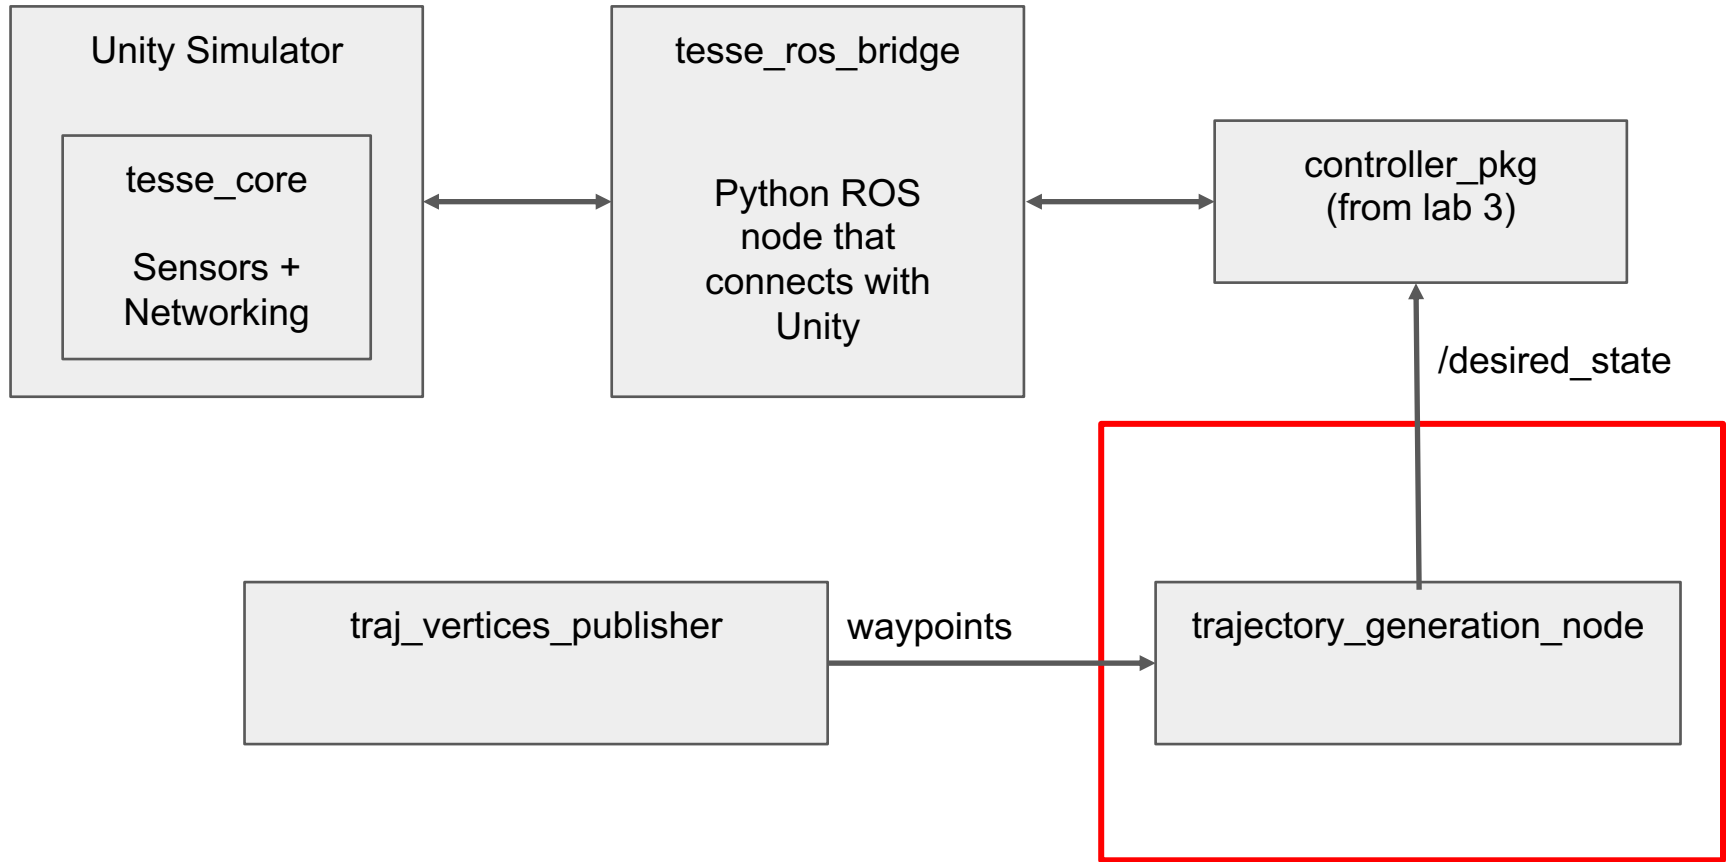 Unity Simulator
tesse_core
Sensors +
Networking
tesse_ros_bridge
Python ROS
node that
connects with
Unity
controller_pkg
(from lab 3)
/desired_state
traj_vertices_publisher
waypoints
trajectory_generation_node